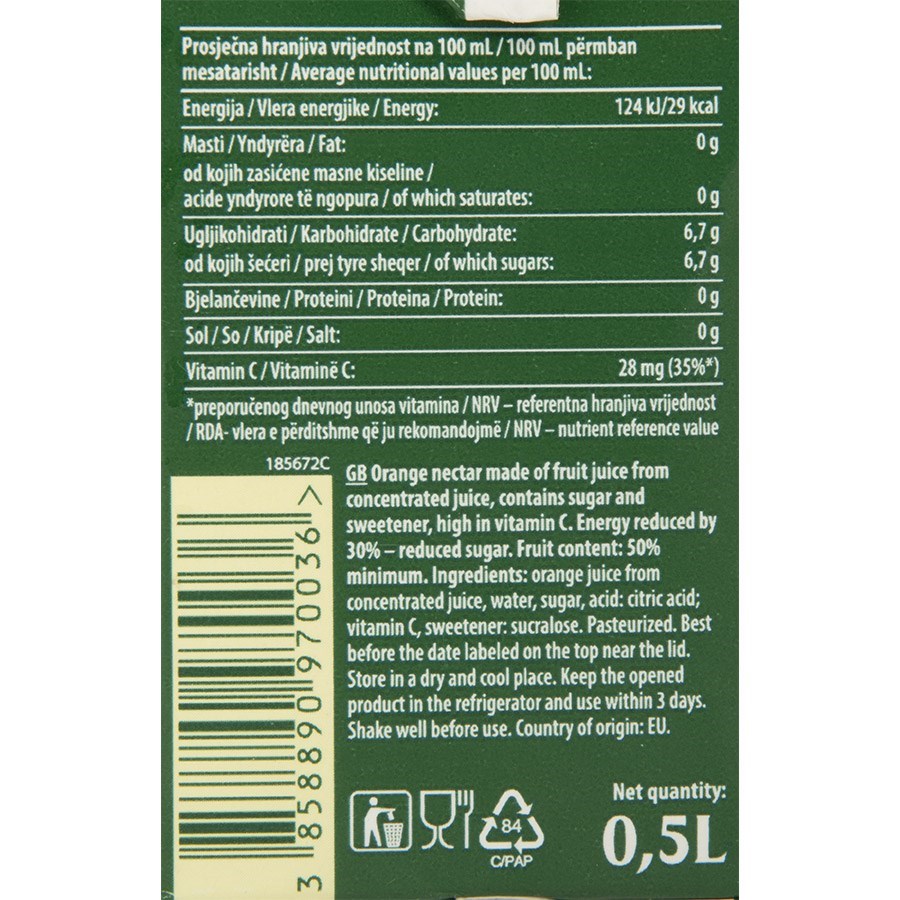 Prosječna hranjiva vrijednost na 100 mL / 100 mL përmban
mesatarisht / Average nutritional values per 100 mL:
Energija / Vlera energjike / Energy: 124 kJ/29 kcal
Masti / Yndyrëra / Fat: 0 g
od kojih zasićene masne kiseline /
acide yndyrore të ngopura / of which saturates: 0 g
Ugljikohidrati / Karbohidrate / Carbohydrate: 6,7 g
od kojih šećeri / prej tyre sheqer / of which sugars: 6,7 g
Bjelančevine / Proteini / Proteina / Protein: 0 g
Sol / So / Kripë / Salt: 0 g
Vitamin C / Vitaminë C: 28 mg (35%*)
*preporučenog dnevnog unosa vitamina / NRV – referentna hranjiva vrijednost
/ RDA- vlera e përditshme që ju rekomandojmë / NRV – nutrient reference value
185672C
GB Orange nectar made of fruit juice from
concentrated juice, contains sugar and
sweetener, high in vitamin C. Energy reduced by
30% – reduced sugar. Fruit content: 50%
minimum. Ingredients: orange juice from
concentrated juice, water, sugar, acid: citric acid;
vitamin C, sweetener: sucralose. Pasteurized. Best
before the date labeled on the top near the lid.
Store in a dry and cool place. Keep the opened
product in the refrigerator and use within 3 days.
Shake well before use. Country of origin: EU.
3 858890 970036 >
84
C/PAP
Net quantity:
0,5L